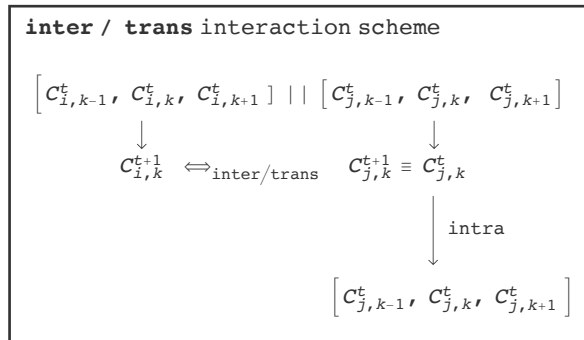 inter / trans interaction scheme
[C^t_{i,k-1}, C^t_{i,k}, C^t_{i,k+1}] || [C^t_{j,k-1}, C^t_{j,k}, C^t_{j,k+1}]
↓ ↓
C^{t+1}_{i,k} ⇔_{inter/trans} C^{t+1}_{j,k} ≡ C^t_{j,k}
↓ intra
[C^t_{j,k-1}, C^t_{j,k}, C^t_{j,k+1}]